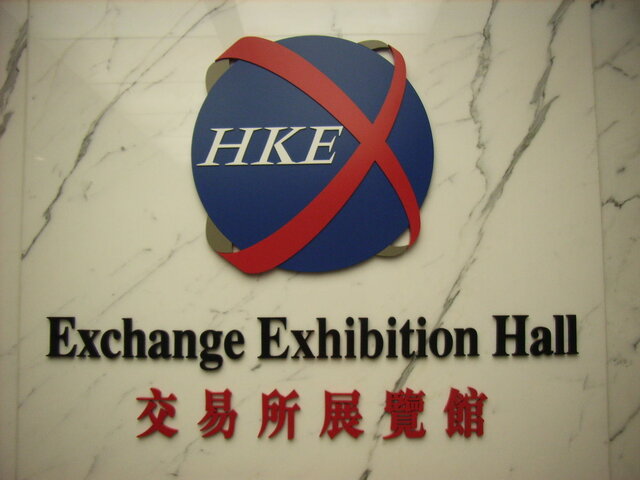 HKEX
Exchange Exhibition Hall
交易所展覽館